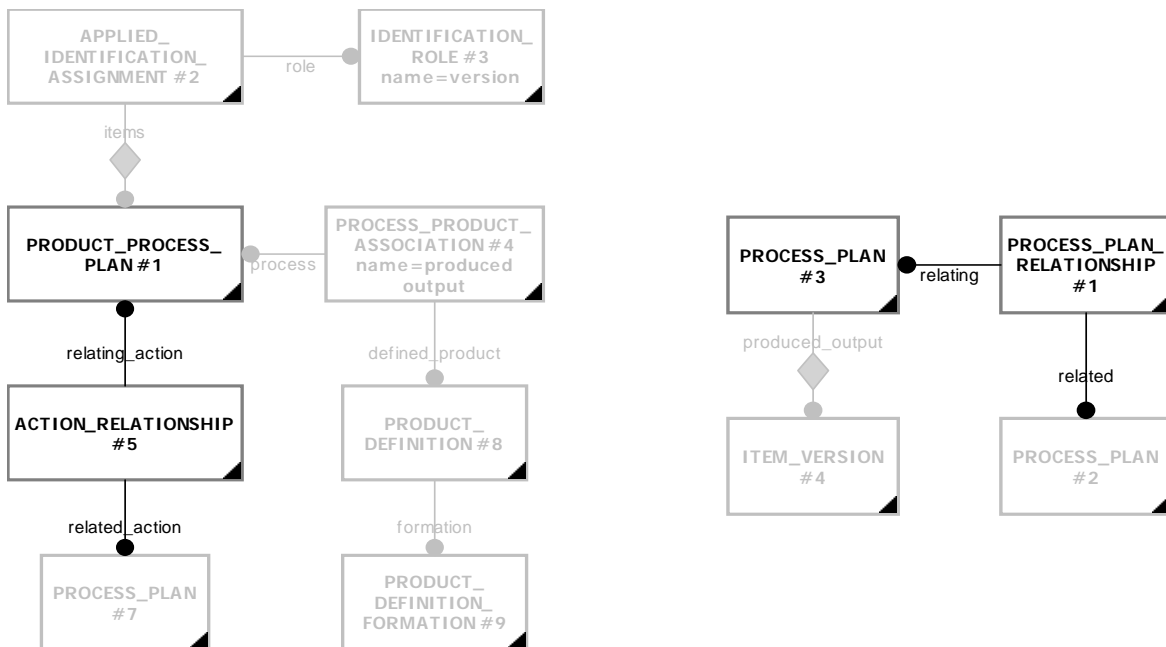 APPLIED_
IDENTIFICATION_
ASSIGNMENT #2
role
IDENTIFICATION_
ROLE #3
name=version
items
PRODUCT_PROCESS_
PLAN #1
process
PROCESS_PRODUCT_
ASSOCIATION #4
name=produced
output
relating_action
defined_product
ACTION_RELATIONSHIP
#5
PRODUCT_
DEFINITION #8
related_action
formation
PROCESS_PLAN
#7
PRODUCT_
DEFINITION_
FORMATION #9
PROCESS_PLAN
#3
relating
PROCESS_PLAN_
RELATIONSHIP
#1
produced_output
related
ITEM_VERSION
#4
PROCESS_PLAN
#2